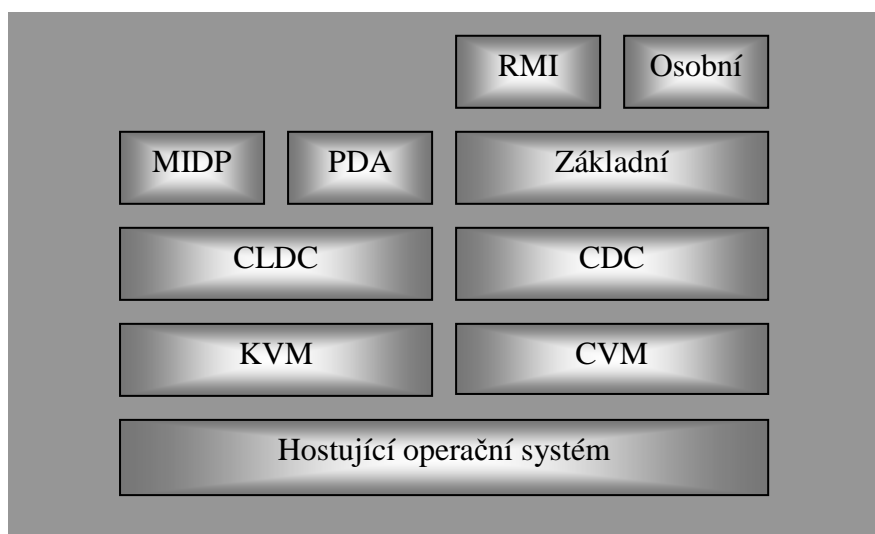 RMI Osobní
MIDP PDA Základní
CLDC CDC
KVM CVM
Hostující operační systém